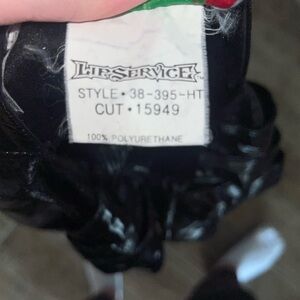 LIP SERVICE
STYLE • 38-395-HT
CUT • 15949
100% POLYURETHANE